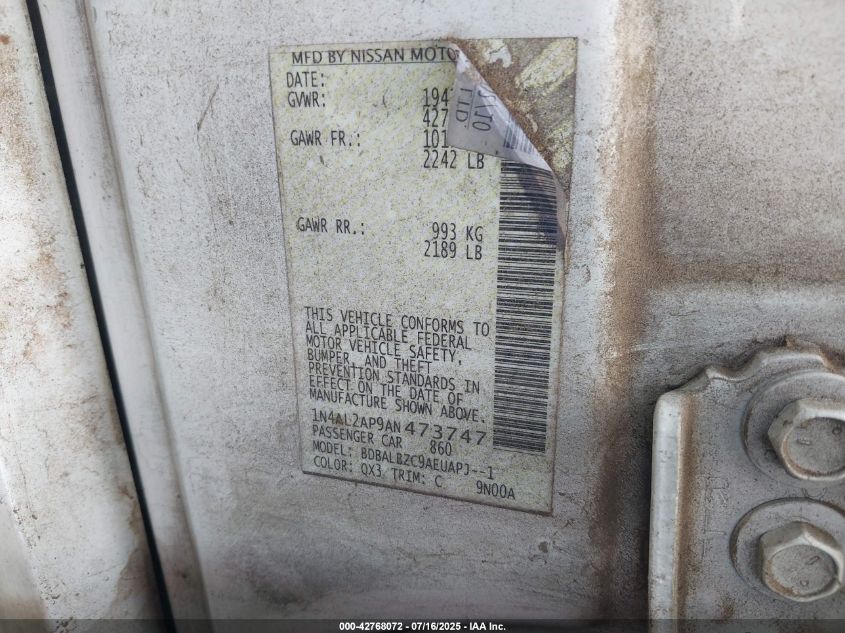 MFD BY NISSAN MOTO
DATE:
GVWR: 194
427
GAWR FR.: 101
2242 LB
GAWR RR.: 993 KG
2189 LB
THIS VEHICLE CONFORMS TO
ALL APPLICABLE FEDERAL
MOTOR VEHICLE SAFETY,
BUMPER, AND THEFT
PREVENTION STANDARDS IN
EFFECT ON THE DATE OF
MANUFACTURE SHOWN ABOVE.
1N4AL2AP9AN473747
PASSENGER CAR 860
MODEL: BDBALBZC9AEUAPJ--1
COLOR: QX3 TRIM: C 9N00A
000-42768072 - 07/16/2025 - IAA Inc.